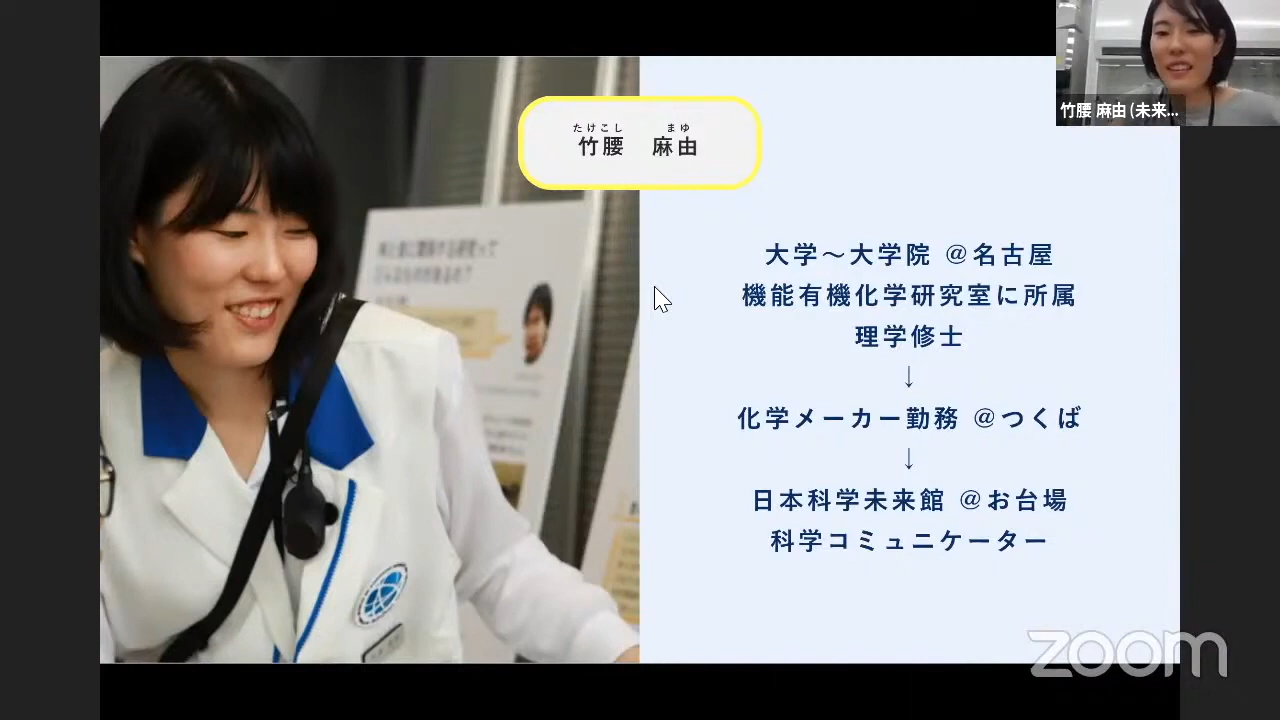 たけこし まゆ
竹腰 麻由
竹腰 麻由 (未来...
大学～大学院 @名古屋
機能有機化学研究室に所属
理学修士
↓
化学メーカー勤務 @つくば
↓
日本科学未来館 @お台場
科学コミュニケーター
zoom